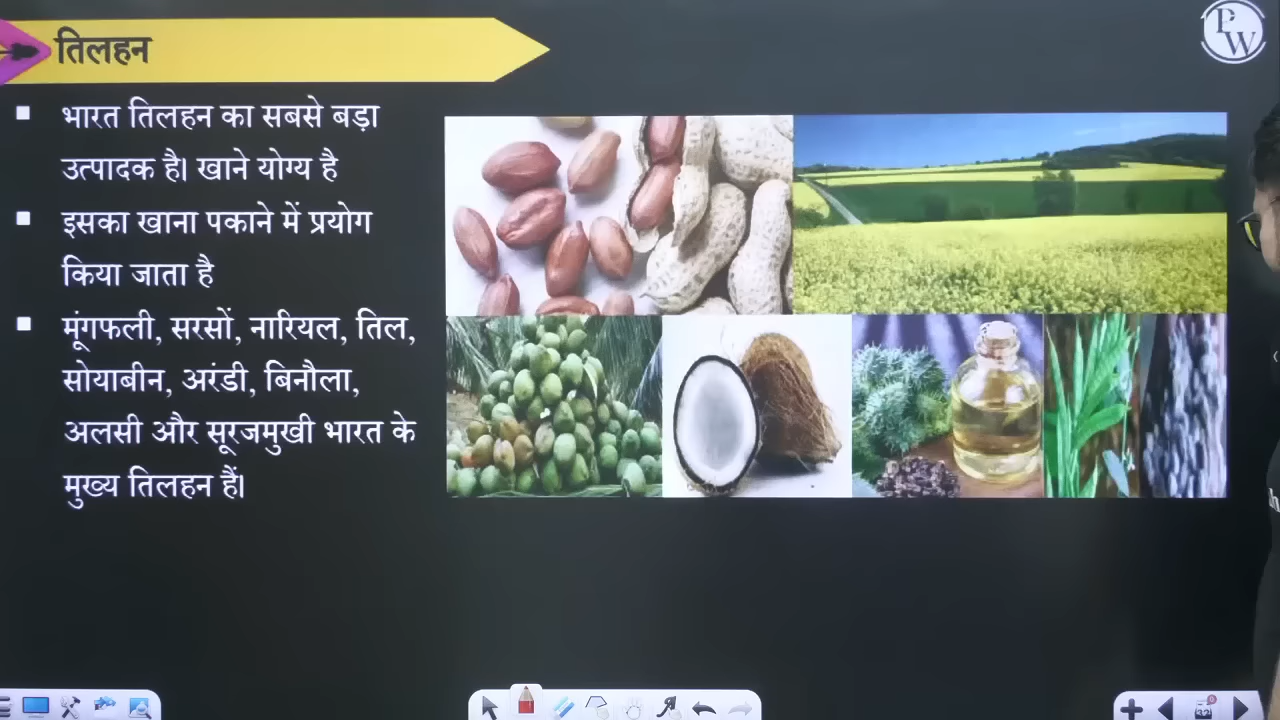 तिलहन
भारत तिलहन का सबसे बड़ा
उत्पादक है। खाने योग्य है
इसका खाना पकाने में प्रयोग
किया जाता है
मूंगफली, सरसों, नारियल, तिल,
सोयाबीन, अरंडी, बिनौला,
अलसी और सूरजमुखी भारत के
मुख्य तिलहन हैं।
PW